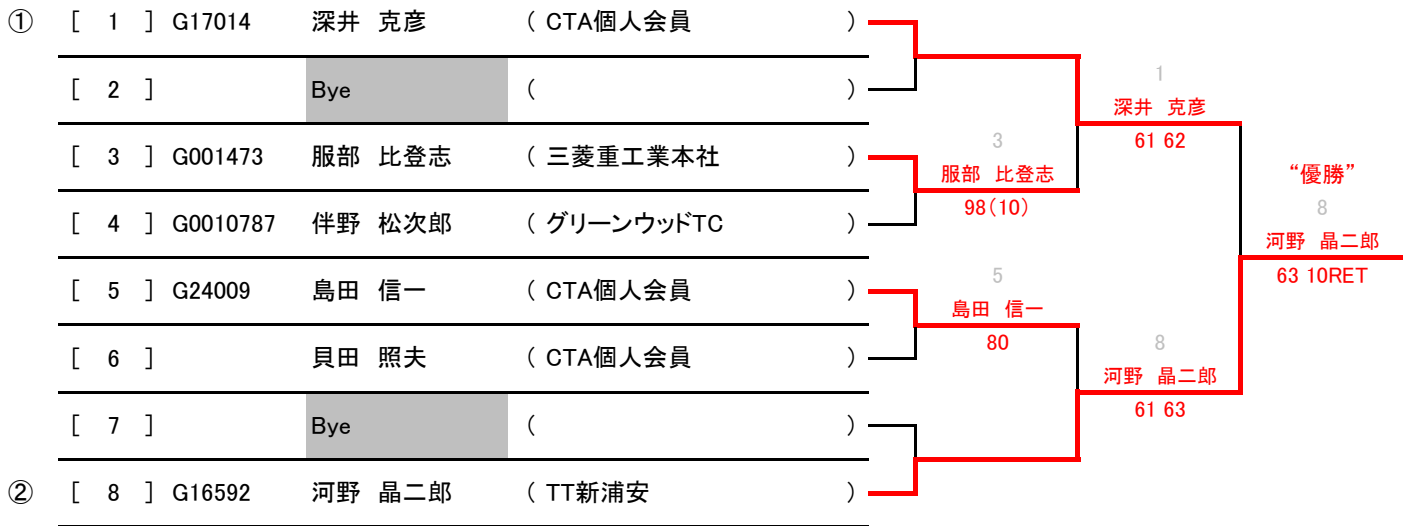 ① [ 1 ] G17014 深井 克彦 ( CTA個人会員 )
[ 2 ] Bye ( )
[ 3 ] G001473 服部 比登志 ( 三菱重工業本社 )
[ 4 ] G0010787 伴野 松次郎 ( グリーンウッドTC )
[ 5 ] G24009 島田 信一 ( CTA個人会員 )
[ 6 ] 貝田 照夫 ( CTA個人会員 )
[ 7 ] Bye ( )
② [ 8 ] G16592 河野 晶二郎 ( TT新浦安 )
3
服部 比登志
98(10)
5
島田 信一
80
1
深井 克彦
61 62
8
河野 晶二郎
61 63
“優勝”
8
河野 晶二郎
63 10RET